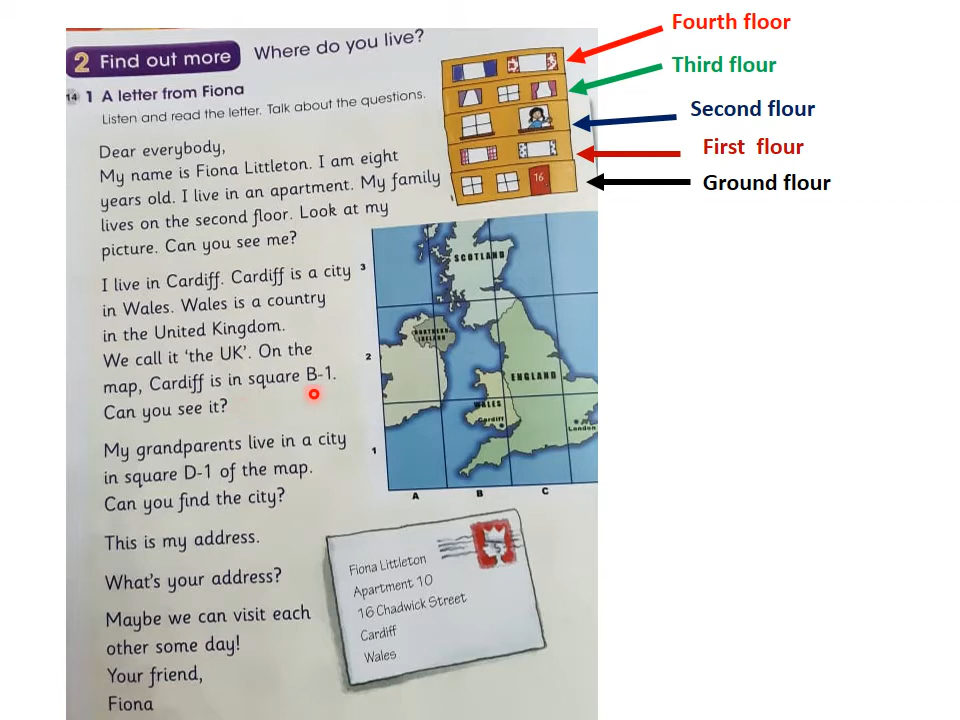 2 Find out more
Where do you live?
14 1 A letter from Fiona
Listen and read the letter. Talk about the questions.
Dear everybody,
My name is Fiona Littleton. I am eight
years old. I live in an apartment. My family
lives on the second floor. Look at my
picture. Can you see me?
I live in Cardiff. Cardiff is a city
in Wales. Wales is a country
in the United Kingdom.
We call it 'the UK'. On the
map, Cardiff is in square B-1.
Can you see it?
My grandparents live in a city
in square D-1 of the map.
Can you find the city?
This is my address.
What's your address?
Maybe we can visit each
other some day!
Your friend,
Fiona
16
Fourth floor
Third flour
Second flour
First flour
Ground flour
3
2
1
A B C
SCOTLAND
NORTHERN
IRELAND
ENGLAND
WALES
Cardiff
London
Fiona Littleton
Apartment 10
16 Chadwick Street
Cardiff
Wales